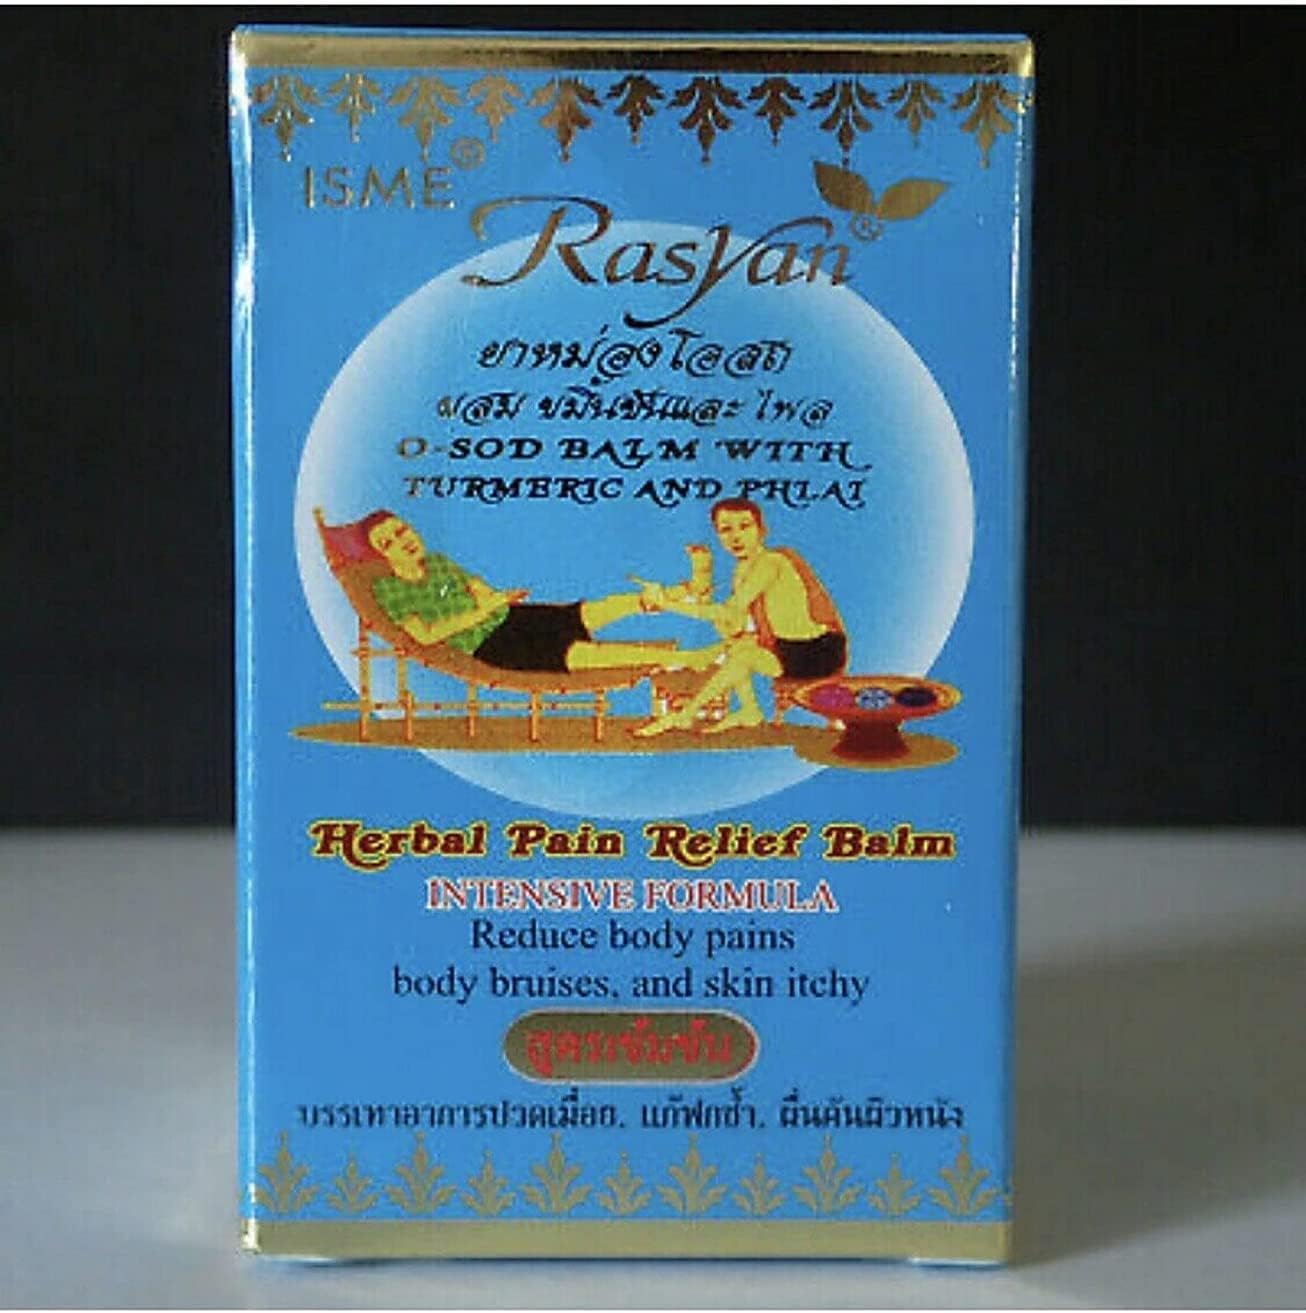 ISME®
Rasyan®
ยาหม่องโอสถ
ผสม ขมิ้นชันและ ไพล
O-SOD BALM WITH
TURMERIC AND PHLAI
Herbal Pain Relief Balm
INTENSIVE FORMULA
Reduce body pains
body bruises, and skin itchy
สูตรเข้มข้น
บรรเทาอาการปวดเมื่อย, แก้ฟกช้ำ, ผื่นคันผิวหนัง